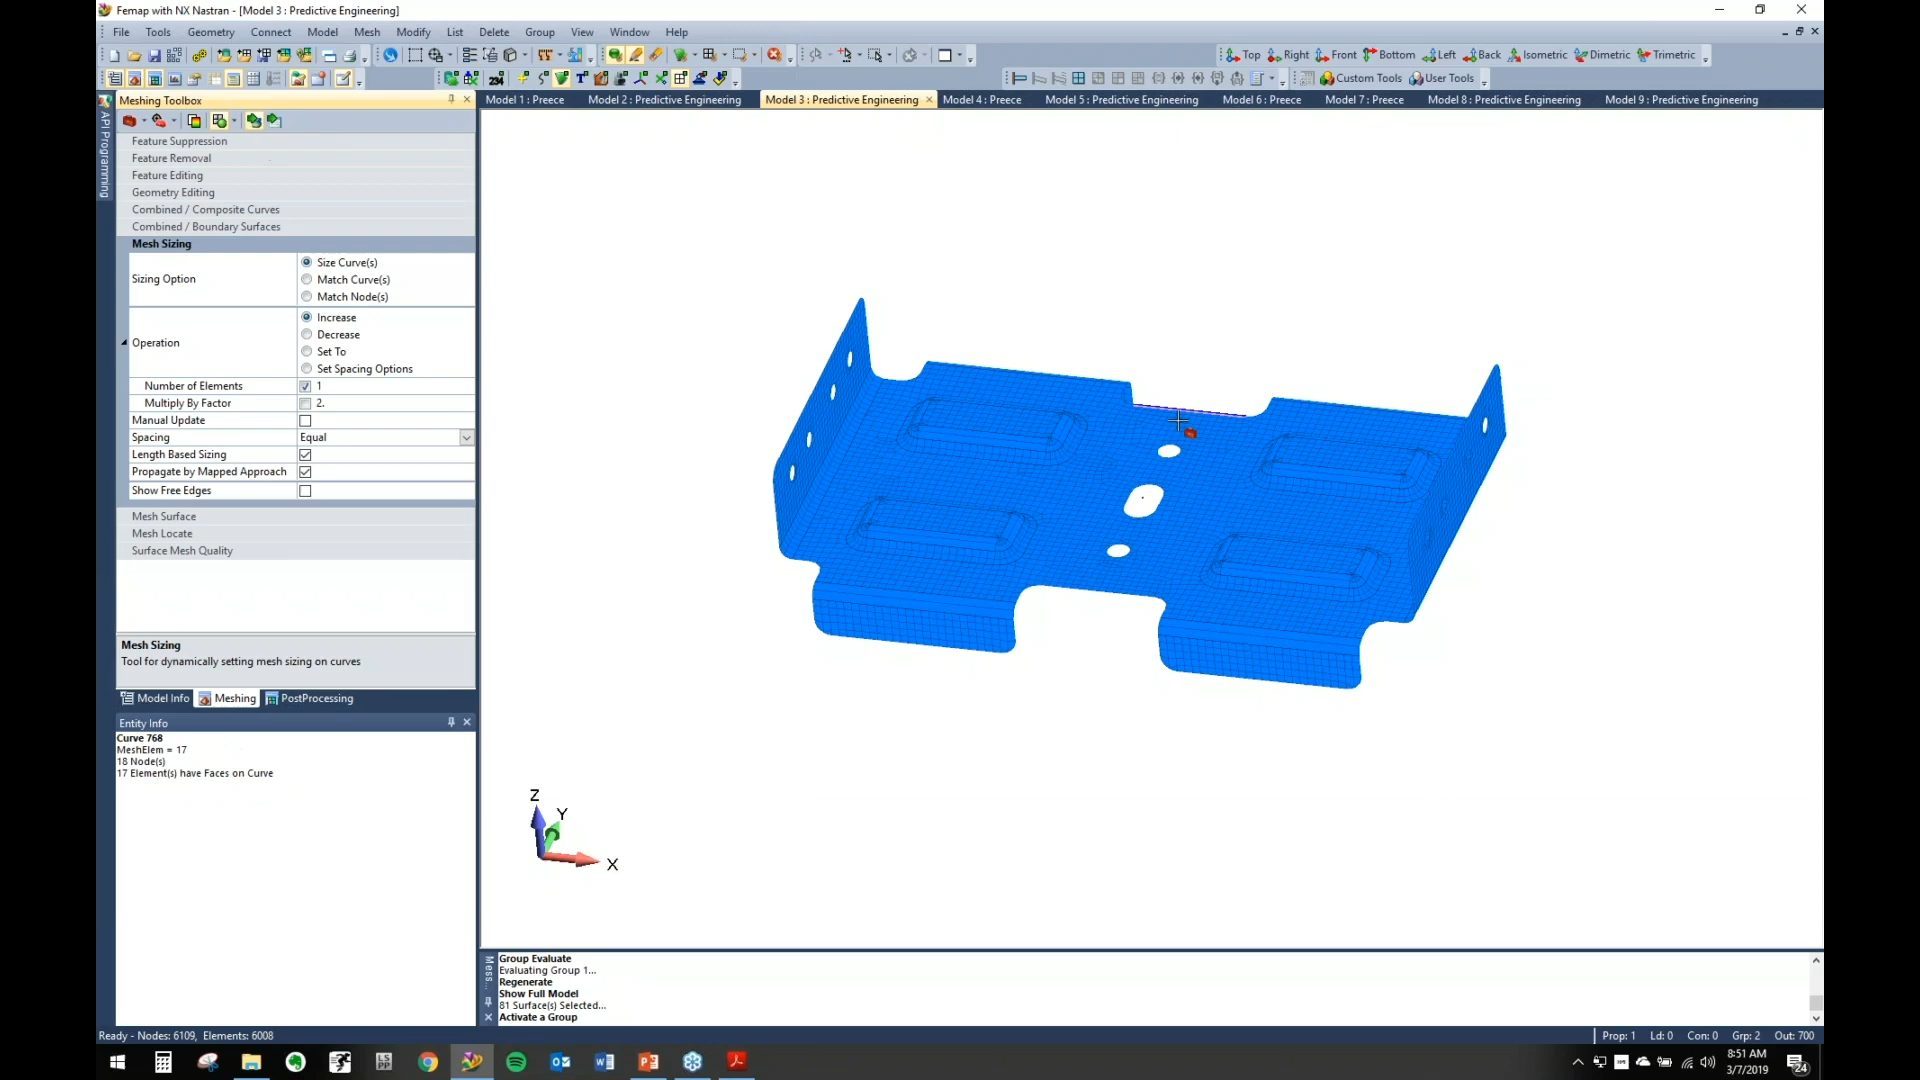 Femap with NX Nastran - [Model 3 : Predictive Engineering]
File Tools Geometry Connect Model Mesh Modify List Delete Group View Window Help
Top Right Front Bottom Left Back Isometric Dimetric Trimetric
234 Custom Tools User Tools
Meshing Toolbox
Model 1 : Preece Model 2 : Predictive Engineering Model 3 : Predictive Engineering Model 4 : Preece Model 5 : Predictive Engineering Model 6 : Preece Model 7 : Preece Model 8 : Predictive Engineering Model 9 : Predictive Engineering
API Programming
Feature Suppression
Feature Removal
Feature Editing
Geometry Editing
Combined / Composite Curves
Combined / Boundary Surfaces
Mesh Sizing
Sizing Option
Size Curve(s)
Match Curve(s)
Match Node(s)
Operation
Increase
Decrease
Set To
Set Spacing Options
Number of Elements 1
Multiply By Factor 2.
Manual Update
Spacing Equal
Length Based Sizing
Propagate by Mapped Approach
Show Free Edges
Mesh Surface
Mesh Locate
Surface Mesh Quality
Mesh Sizing
Tool for dynamically setting mesh sizing on curves
Model Info Meshing PostProcessing
Entity Info
Curve 768
MeshElem = 17
18 Node(s)
17 Element(s) have Faces on Curve
Z
Y
X
Mess...
Group Evaluate
Evaluating Group 1...
Regenerate
Show Full Model
81 Surface(s) Selected...
Activate a Group
Ready - Nodes: 6109, Elements: 6008
Prop: 1 Ld: 0 Con: 0 Grp: 2 Out: 700
LS
PP
8:51 AM
3/7/2019
24